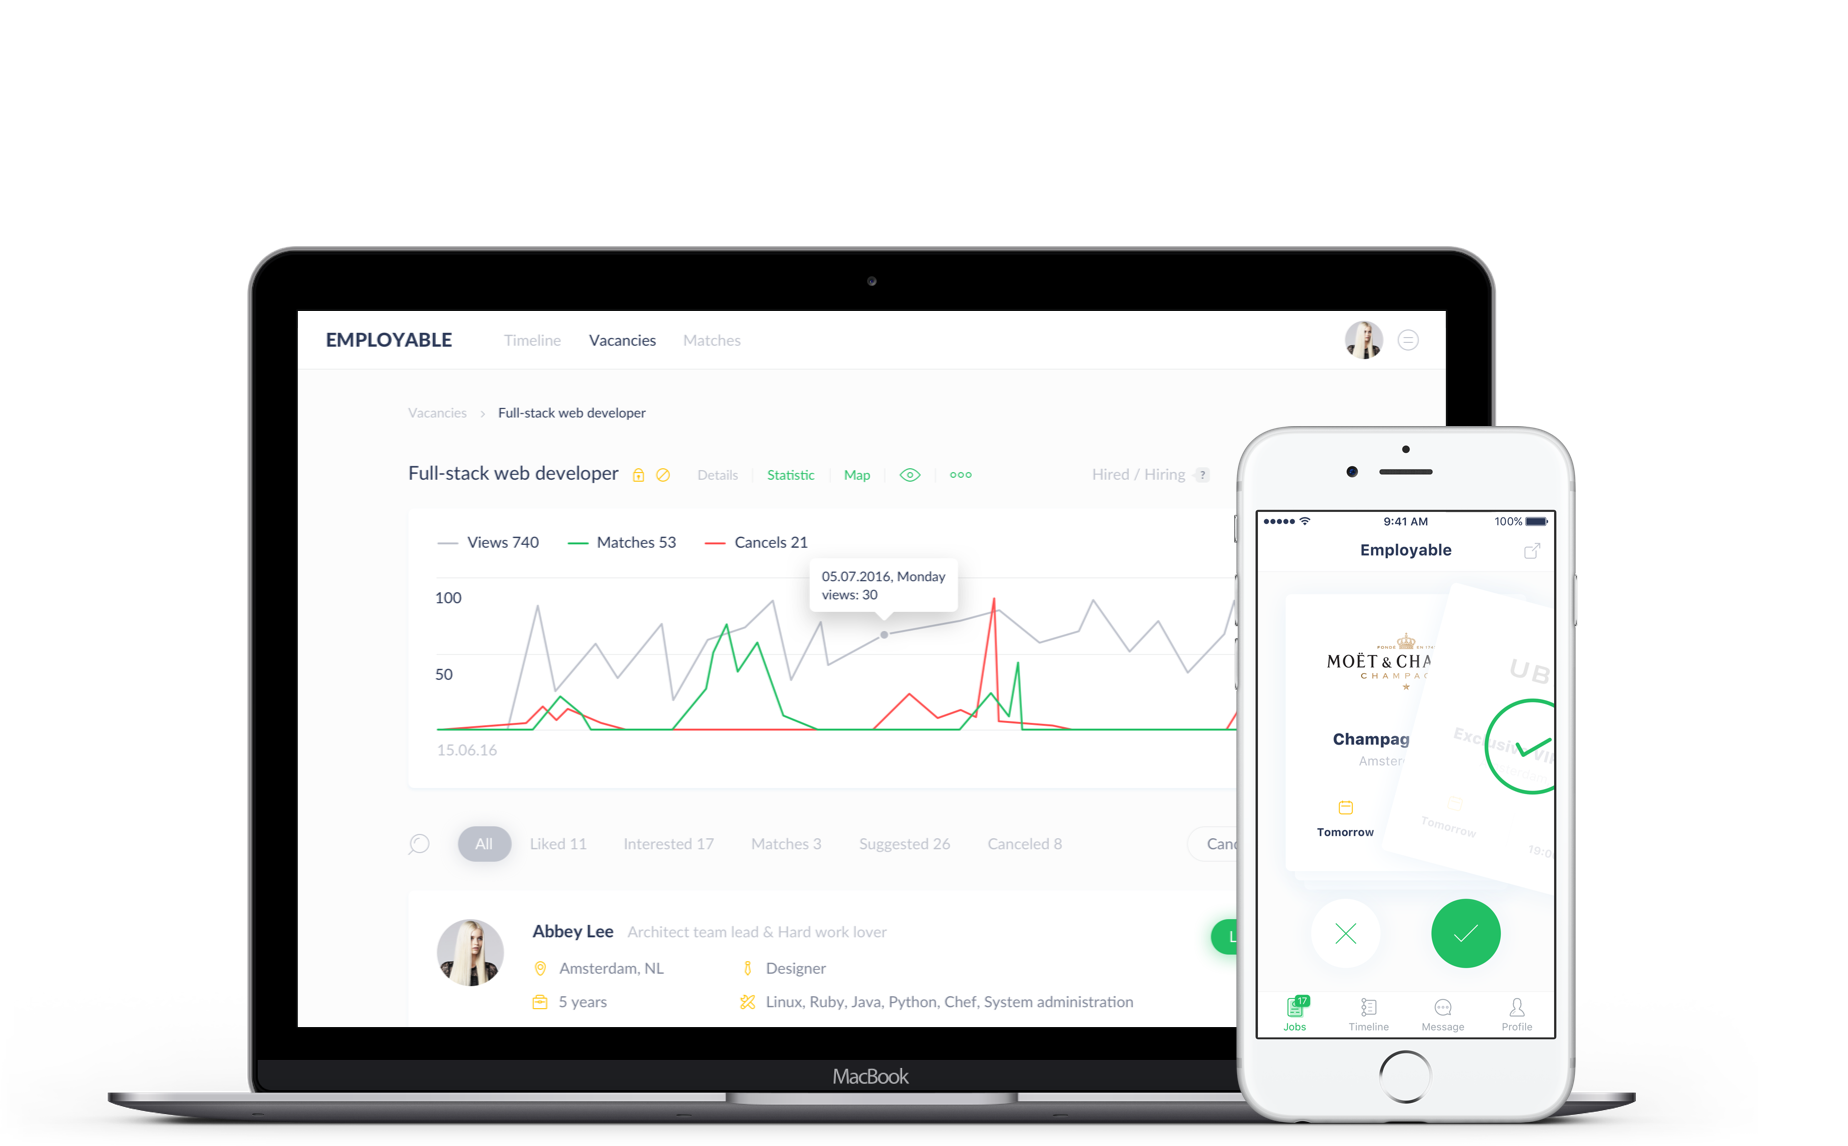 EMPLOYABLE Timeline Vacancies Matches
Vacancies > Full-stack web developer
Full-stack web developer Details Statistic Map Hired / Hiring ?
Views 740 Matches 53 Cancels 21
05.07.2016, Monday
views: 30
100
50
15.06.16
All Liked 11 Interested 17 Matches 3 Suggested 26 Canceled 8 Canc
Abbey Lee Architect team lead & Hard work lover L
Amsterdam, NL Designer
5 years Linux, Ruby, Java, Python, Chef, System administration
MacBook
9:41 AM 100%
Employable
MOËT & CHA
CHAMPAG
UB
Champag
Amster
Exclusiv VI
Tomorrow
Tomorrow
19:0
17
Jobs Timeline Message Profile